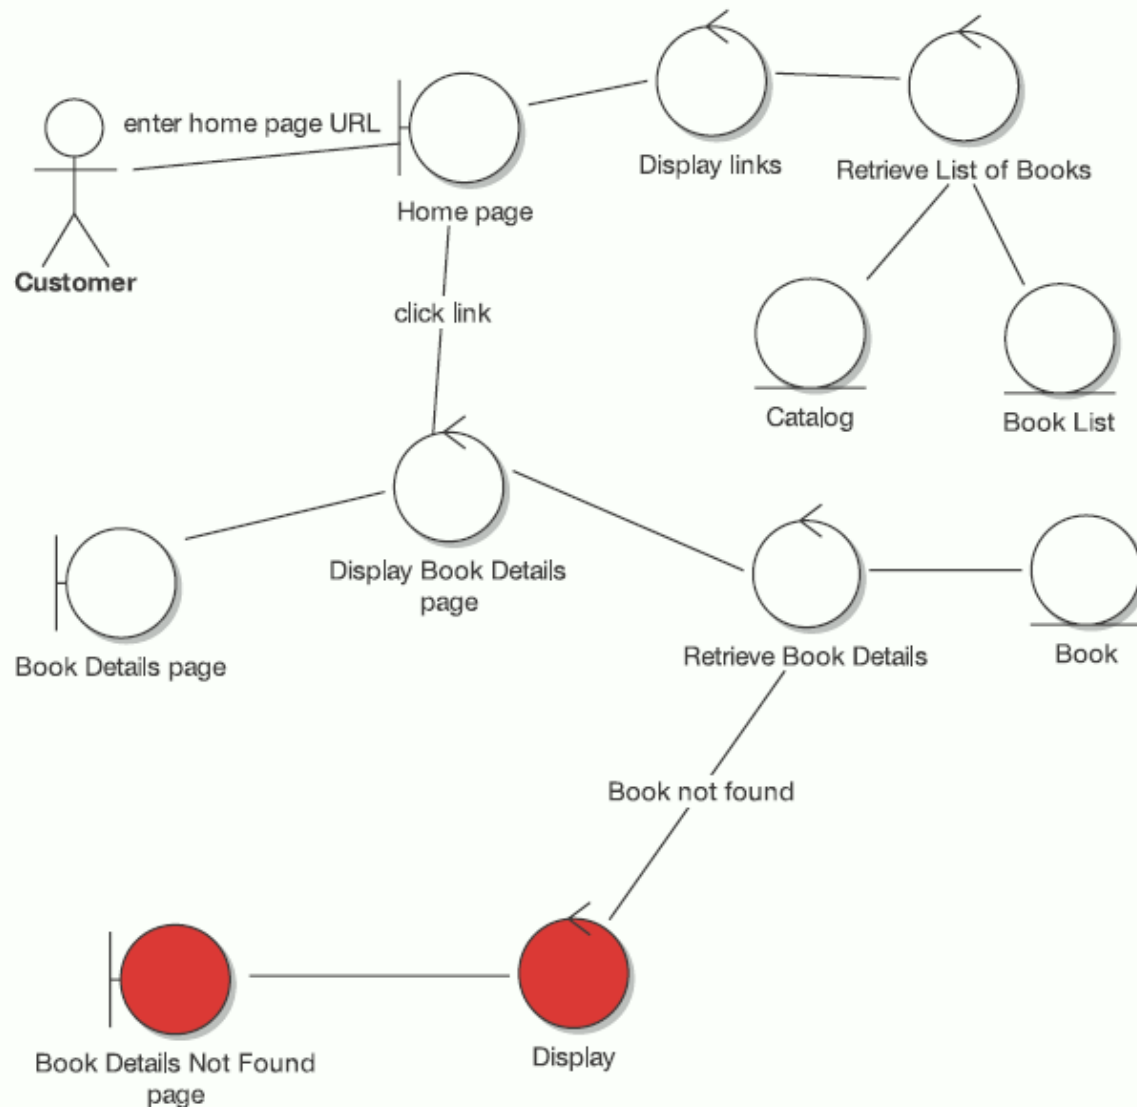 enter home page URL
Display links
Retrieve List of Books
Home page
Customer
click link
Catalog
Book List
Display Book Details
page
Book Details page
Retrieve Book Details
Book
Book not found
Book Details Not Found
page
Display